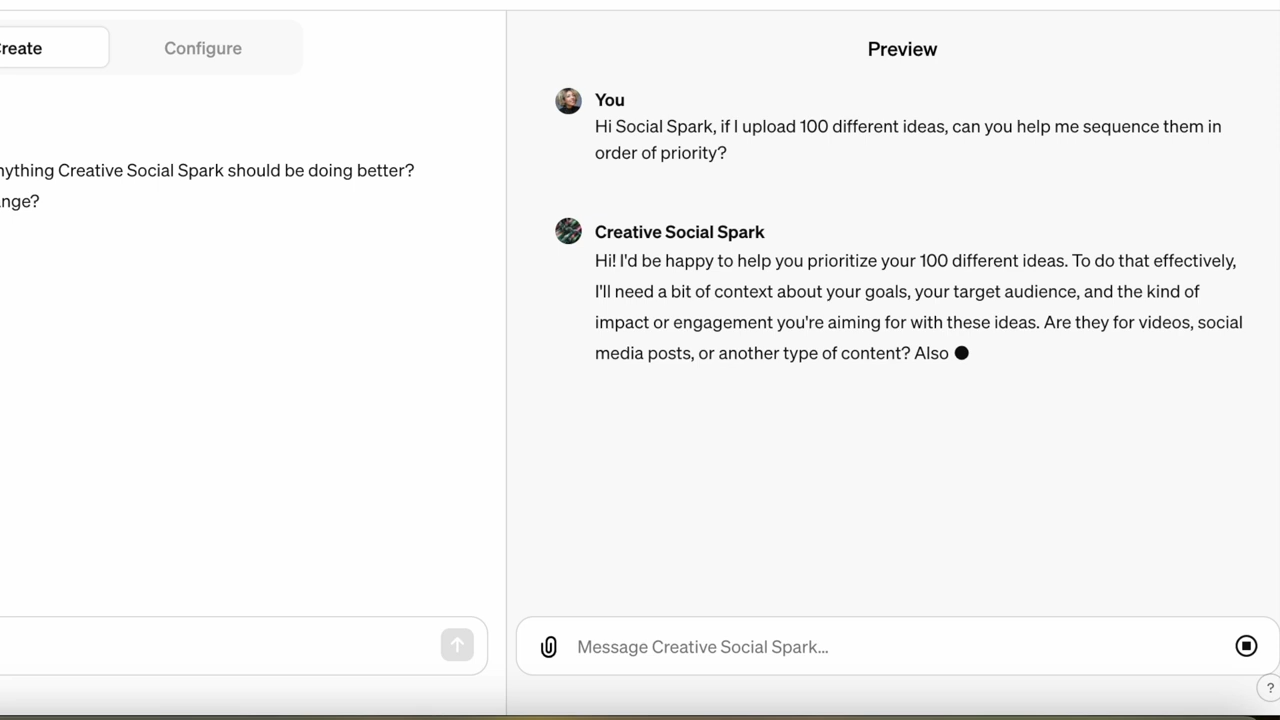 reate
Configure
nything Creative Social Spark should be doing better?
nge?
Preview
You
Hi Social Spark, if I upload 100 different ideas, can you help me sequence them in
order of priority?
Creative Social Spark
Hi! I'd be happy to help you prioritize your 100 different ideas. To do that effectively,
I'll need a bit of context about your goals, your target audience, and the kind of
impact or engagement you're aiming for with these ideas. Are they for videos, social
media posts, or another type of content? Also
Message Creative Social Spark...
?